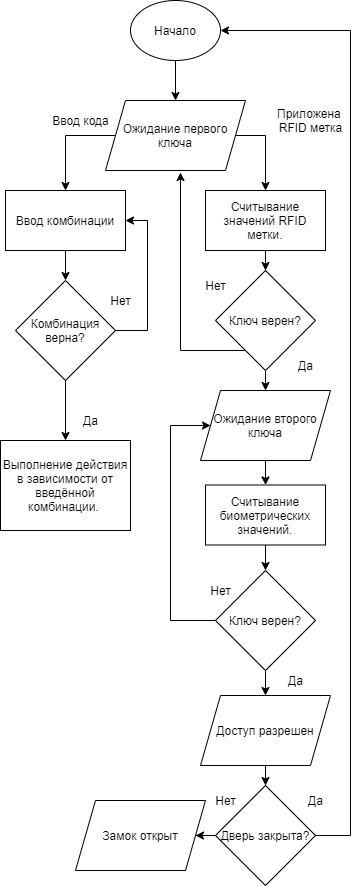 Начало
Ввод кода
Приложена
RFID метка
Ожидание первого
ключа
Ввод комбинации
Считывание
значений RFID
метки.
Нет
Нет
Комбинация
верна?
Ключ верен?
Да
Да
Ожидание второго
ключа
Выполнение действия
в зависимости от
введённой
комбинации.
Считывание
биометрических
значений.
Нет
Ключ верен?
Да
Доступ разрешен
Нет
Да
Замок открыт
Дверь закрыта?